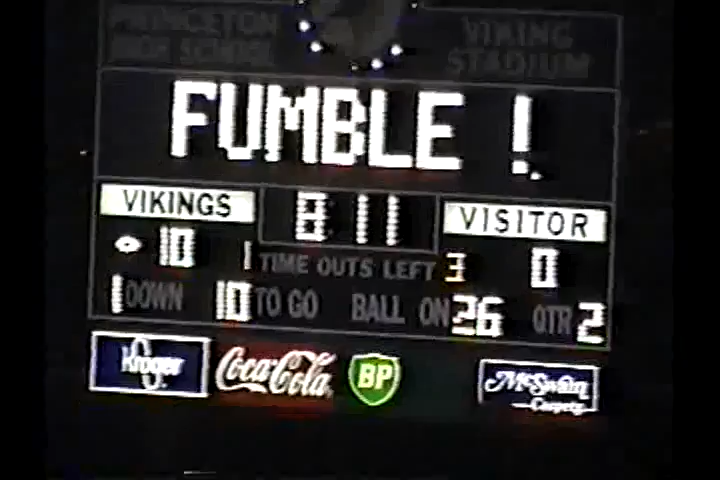 PRINCETON HIGH SCHOOL
VIKING STADIUM
FUMBLE !
VIKINGS 8 11 VISITOR
10 1 TIME OUTS LEFT 3 0
1 DOWN 10 TO GO BALL ON 26 QTR 2
Kroger Coca-Cola BP McSwain
Carpets